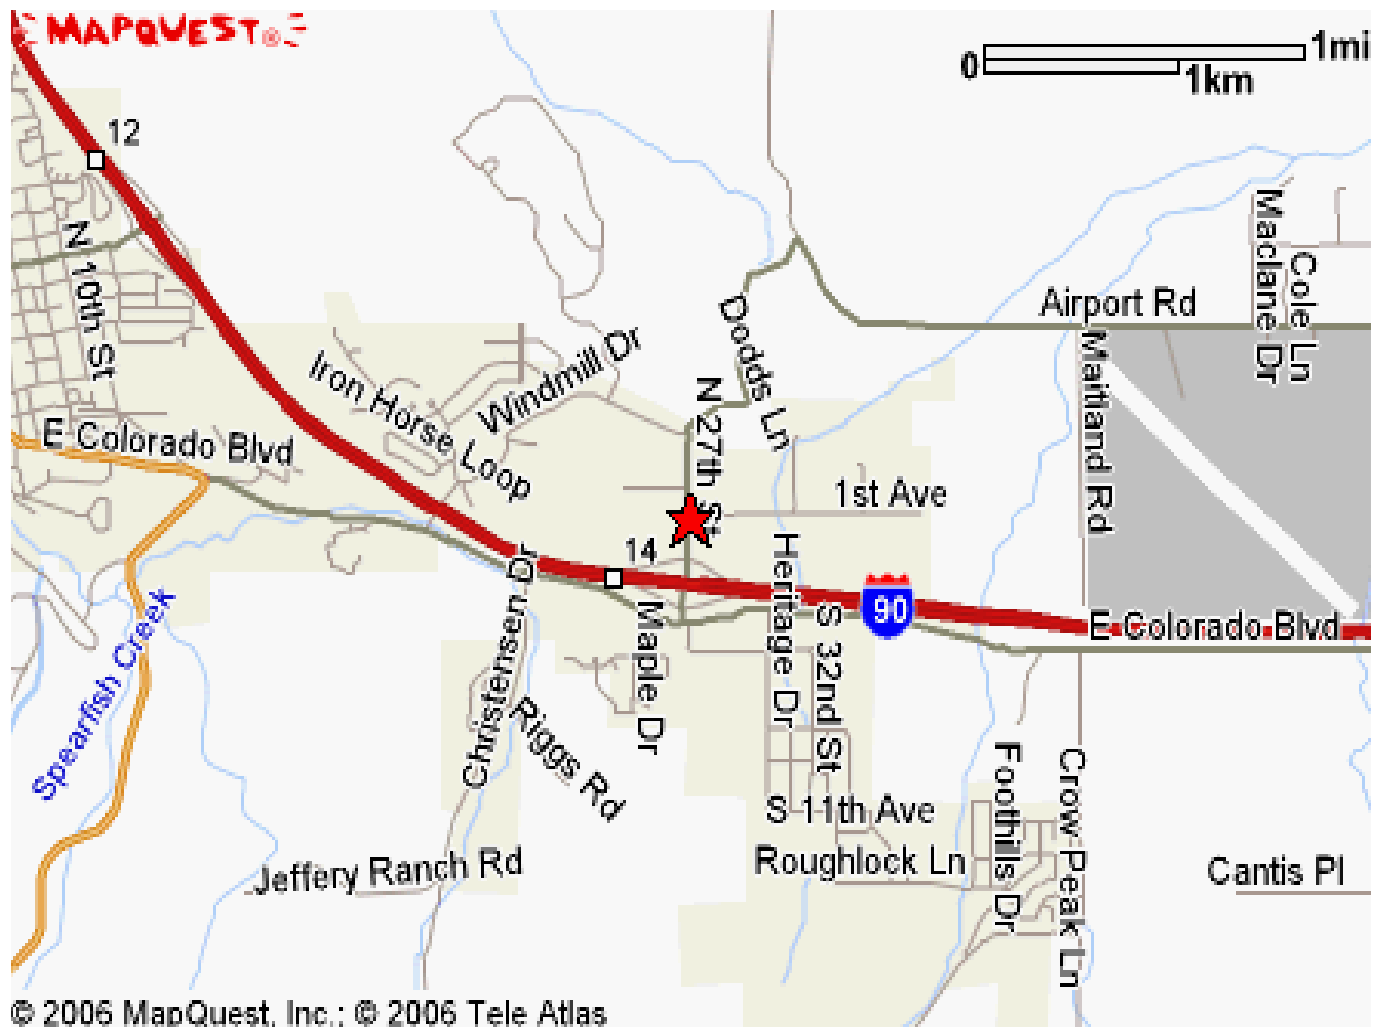 MAPQUEST®
0
1mi
1km
12
N 10th St
Maclane Dr
Cole Ln
Airport Rd
Dodds Ln
Maitland Rd
Windmill Dr
Iron Horse Loop
N 27th St
E Colorado Blvd
1st Ave
14
Heritage Dr
90
Christensen Dr
Maple Dr
S 32nd St
E Colorado Blvd
Spearfish Creek
Riggs Rd
Foothills Dr
Crow Peak Ln
S 11th Ave
Roughlock Ln
Jeffery Ranch Rd
Cantis Pl
© 2006 MapQuest, Inc.; © 2006 Tele Atlas